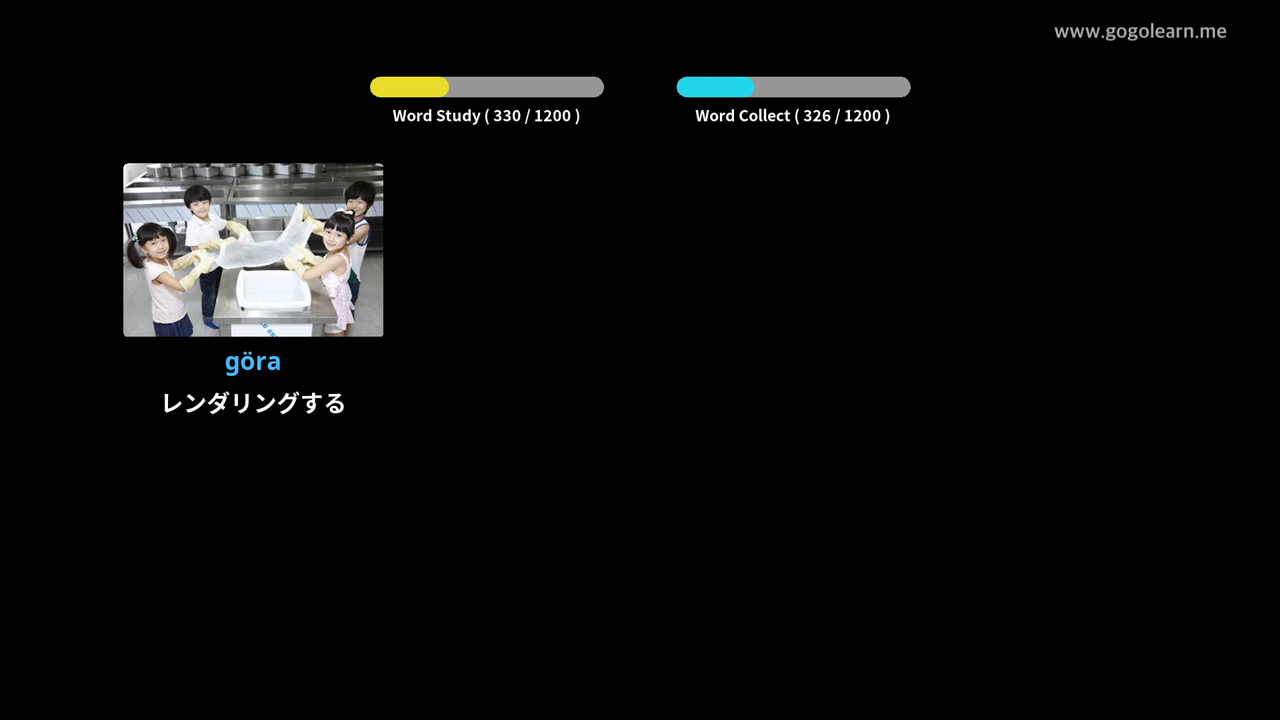 www.gogolearn.me
Word Study ( 330 / 1200 )
Word Collect ( 326 / 1200 )
göra
レンダリングする